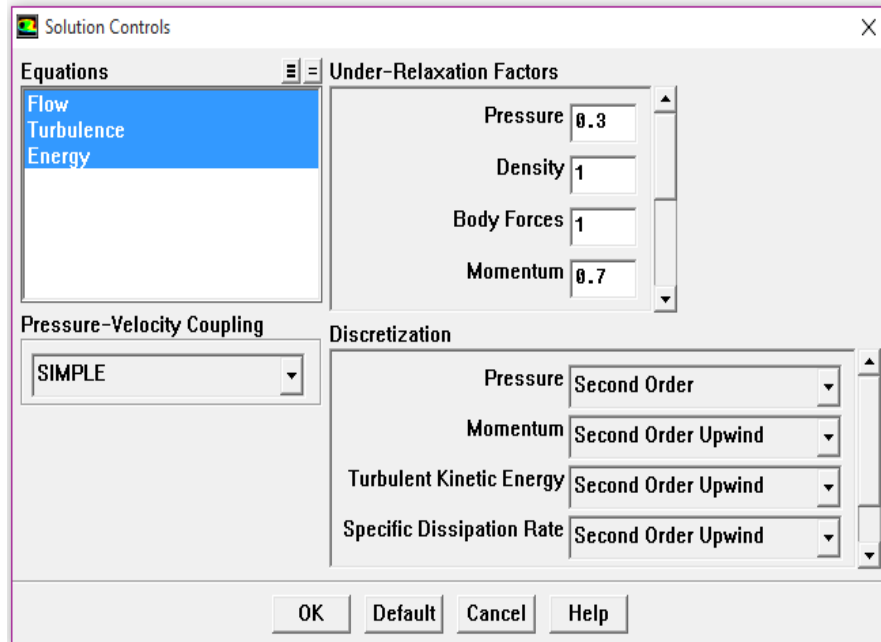 Solution Controls
Equations
Flow
Turbulence
Energy
Under-Relaxation Factors
Pressure 0.3
Density 1
Body Forces 1
Momentum 0.7
Pressure-Velocity Coupling
SIMPLE
Discretization
Pressure Second Order
Momentum Second Order Upwind
Turbulent Kinetic Energy Second Order Upwind
Specific Dissipation Rate Second Order Upwind
OK Default Cancel Help